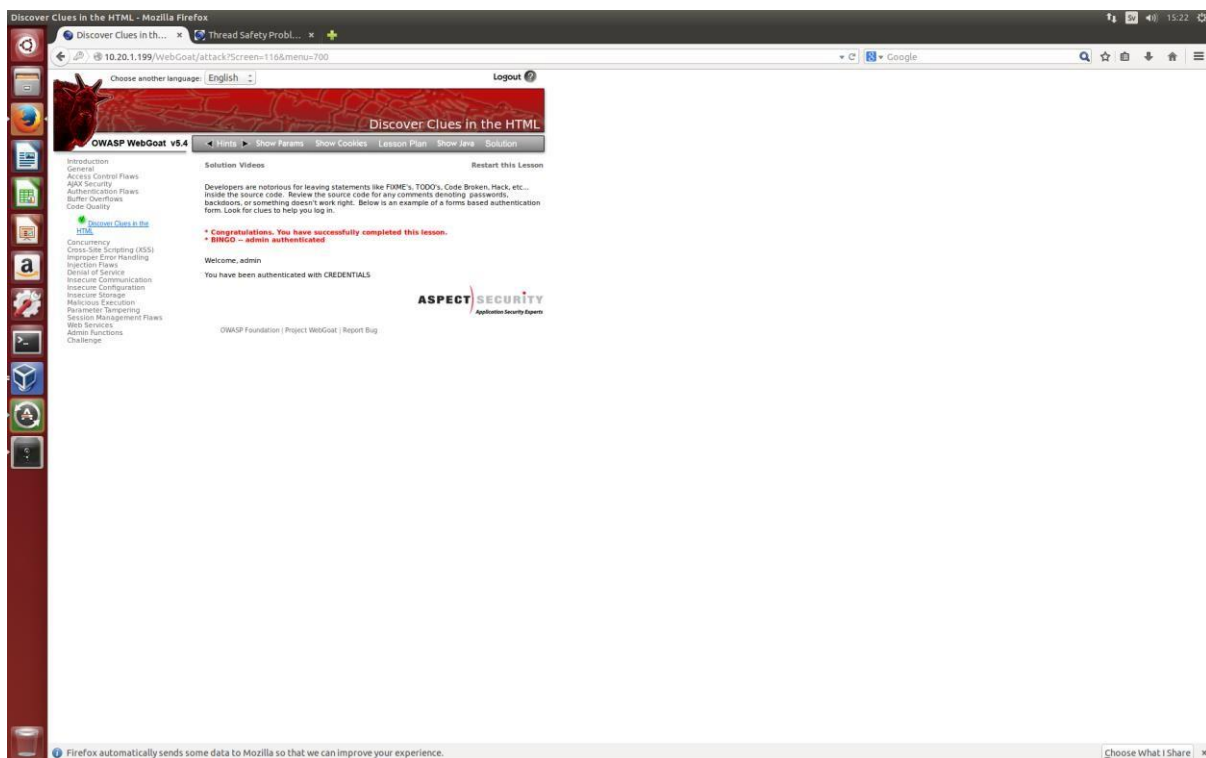 Discover Clues in the HTML - Mozilla Firefox
Sv
15:22
Discover Clues in th... ×
Thread Safety Probl... ×
10.20.1.199/WebGoat/attack?Screen=116&menu=700
Google
Choose another language: English
Logout ?
Discover Clues in the HTML
OWASP WebGoat v5.4
Hints Show Params Show Cookies Lesson Plan Show Java Solution
Introduction
General
Access Control Flaws
AJAX Security
Authentication Flaws
Buffer Overflows
Code Quality
Discover Clues in the
HTML
Concurrency
Cross-Site Scripting (XSS)
Improper Error Handling
Injection Flaws
Denial of Service
Insecure Communication
Insecure Configuration
Insecure Storage
Malicious Execution
Parameter Tampering
Session Management Flaws
Web Services
Admin Functions
Challenge
Solution Videos
Restart this Lesson
Developers are notorious for leaving statements like FIXME's, TODO's, Code Broken, Hack, etc...
inside the source code. Review the source code for any comments denoting passwords,
backdoors, or something doesn't work right. Below is an example of a forms based authentication
form. Look for clues to help you log in.
* Congratulations. You have successfully completed this lesson.
* BINGO -- admin authenticated
Welcome, admin
You have been authenticated with CREDENTIALS
ASPECT SECURITY
Application Security Experts
OWASP Foundation | Project WebGoat | Report Bug
Firefox automatically sends some data to Mozilla so that we can improve your experience.
Choose What I Share ×